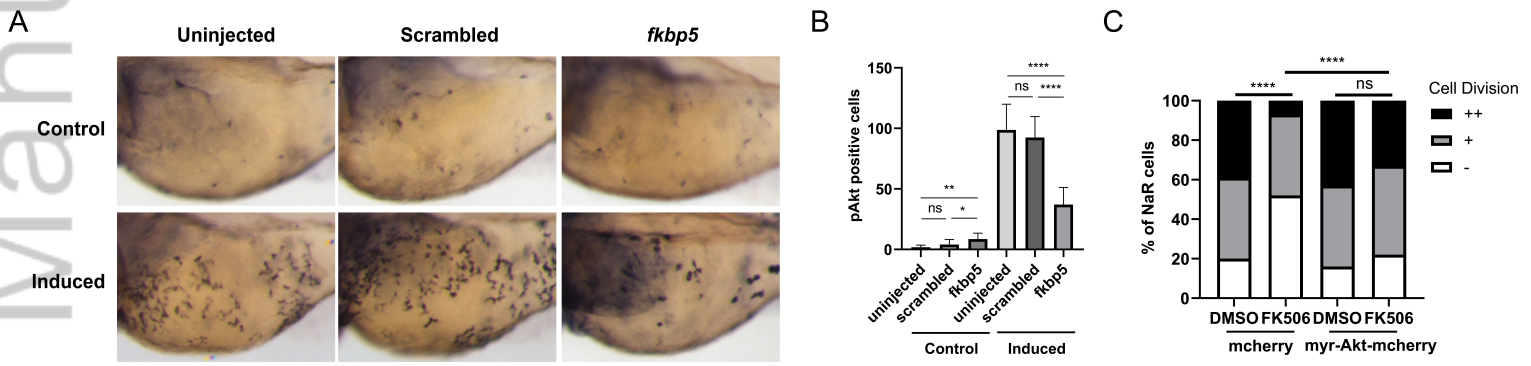 A
Uninjected
Scrambled
fkbp5
Control
Induced
B
pAkt positive cells
150
100
50
0
**
ns
*
****
ns
****
uninjected
scrambled
fkbp5
uninjected
scrambled
fkbp5
Control
Induced
C
% of NaR cells
100
80
60
40
20
0
****
****
ns
Cell Division
++
+
-
DMSO FK506 DMSO FK506
mcherry
myr-Akt-mcherry